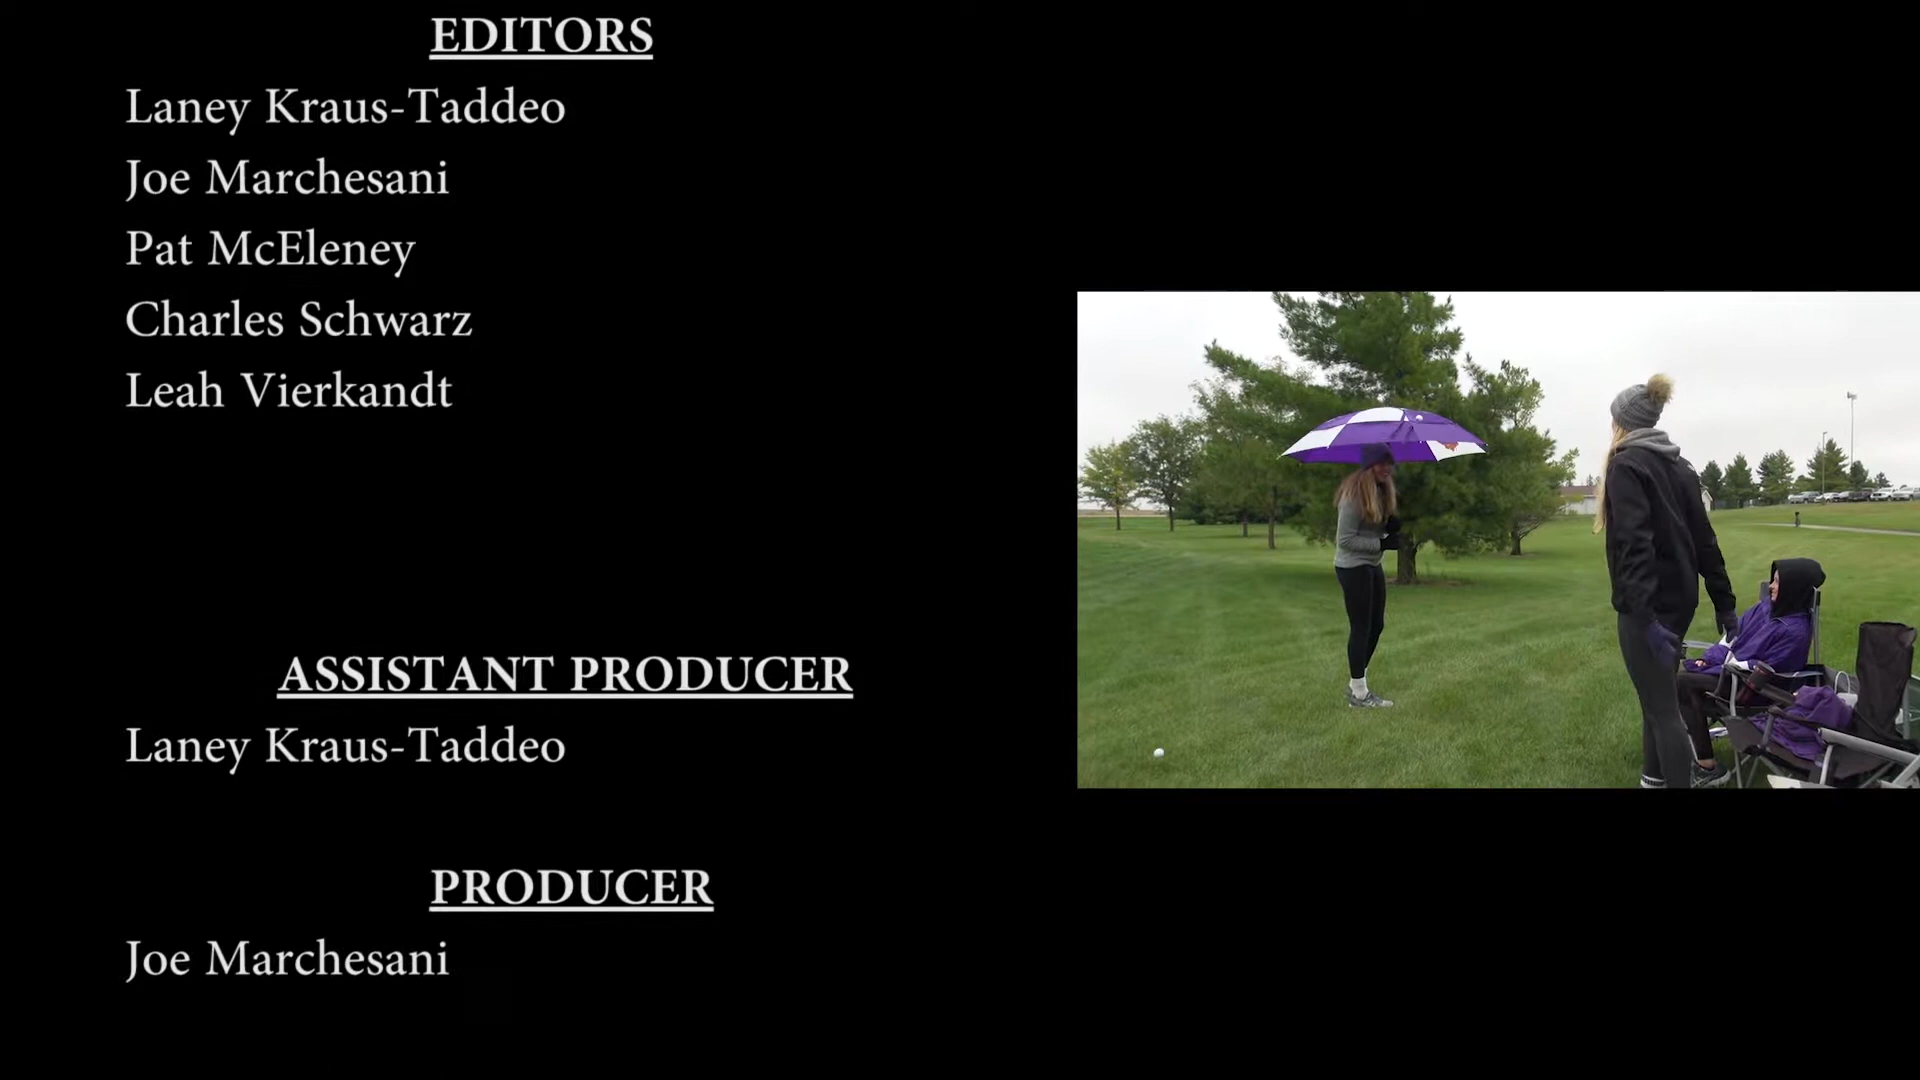 EDITORS
Laney Kraus-Taddeo
Joe Marchesani
Pat McEleney
Charles Schwarz
Leah Vierkandt
ASSISTANT PRODUCER
Laney Kraus-Taddeo
PRODUCER
Joe Marchesani